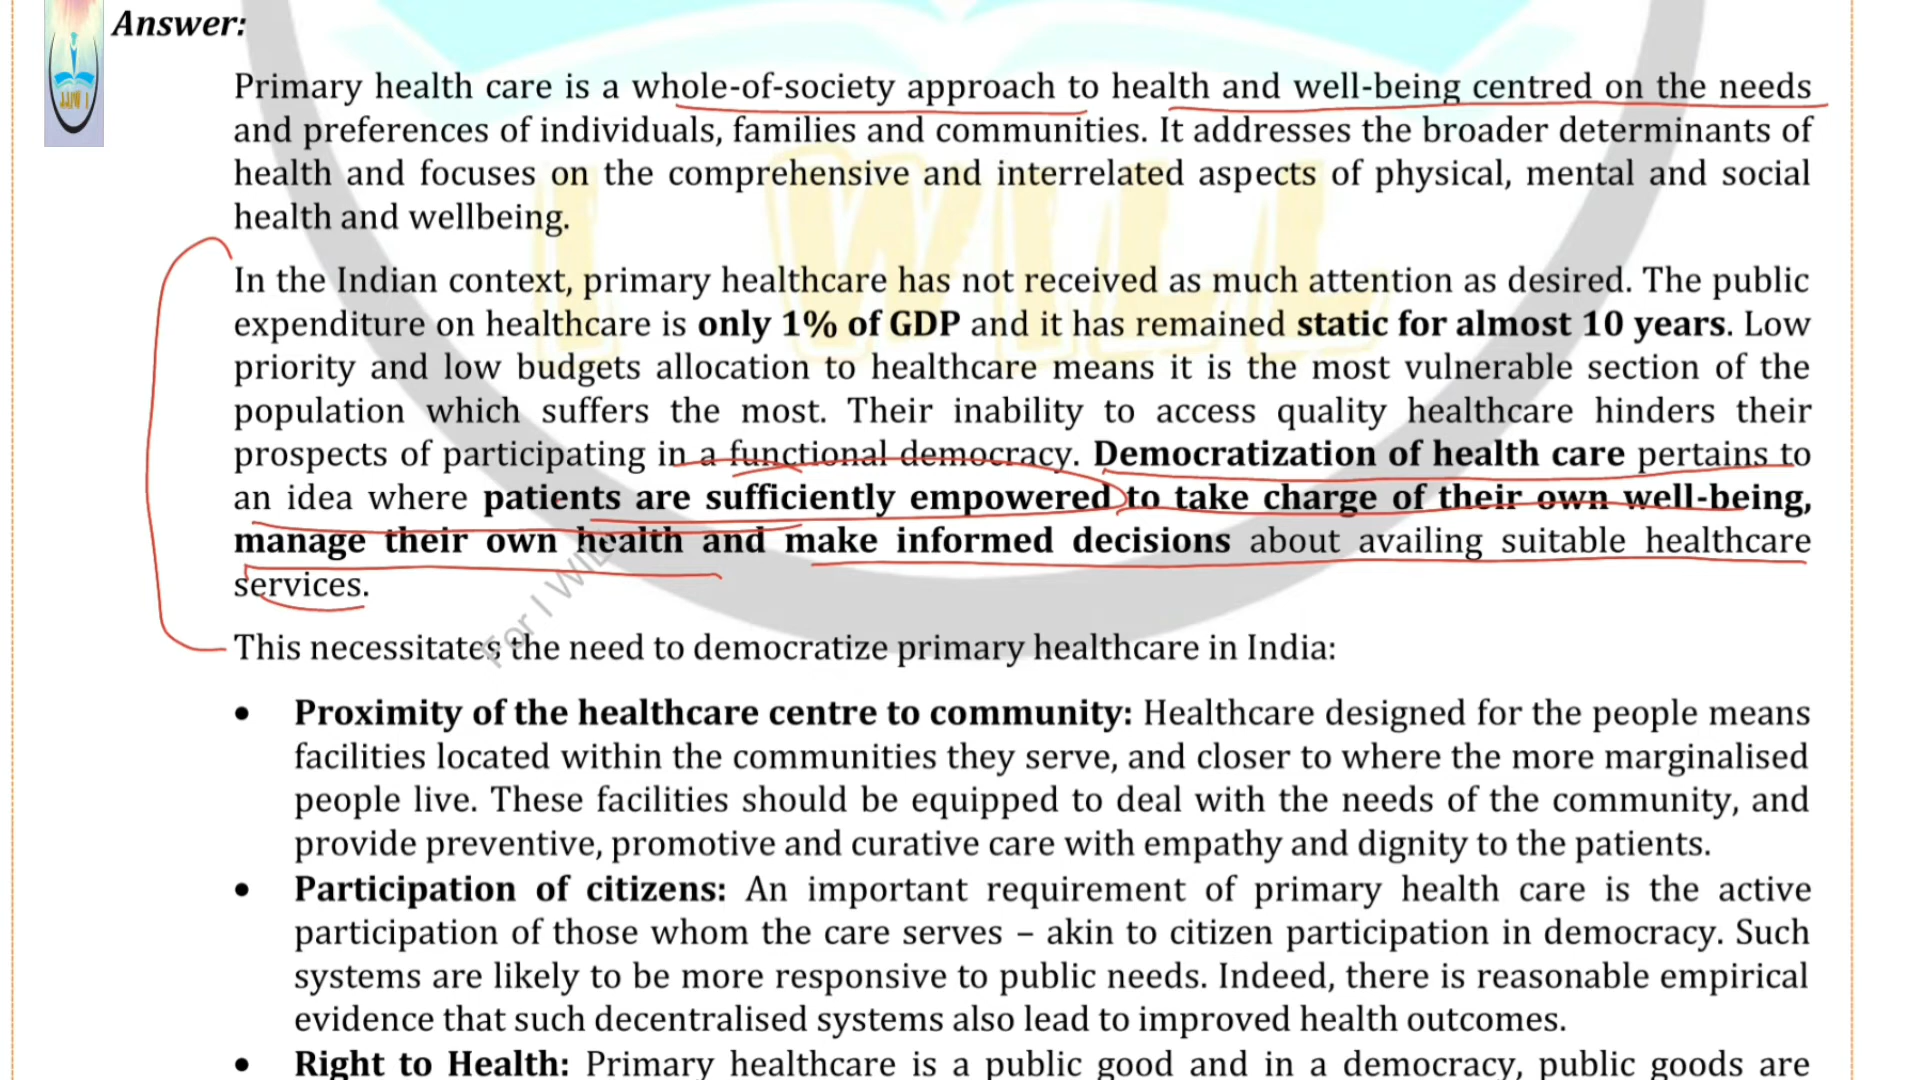 Answer:
Primary health care is a whole-of-society approach to health and well-being centred on the needs
and preferences of individuals, families and communities. It addresses the broader determinants of
health and focuses on the comprehensive and interrelated aspects of physical, mental and social
health and wellbeing.
In the Indian context, primary healthcare has not received as much attention as desired. The public
expenditure on healthcare is only 1% of GDP and it has remained static for almost 10 years. Low
priority and low budgets allocation to healthcare means it is the most vulnerable section of the
population which suffers the most. Their inability to access quality healthcare hinders their
prospects of participating in a functional democracy. Democratization of health care pertains to
an idea where patients are sufficiently empowered to take charge of their own well-being,
manage their own health and make informed decisions about availing suitable healthcare
services.
This necessitates the need to democratize primary healthcare in India:
• Proximity of the healthcare centre to community: Healthcare designed for the people means
facilities located within the communities they serve, and closer to where the more marginalised
people live. These facilities should be equipped to deal with the needs of the community, and
provide preventive, promotive and curative care with empathy and dignity to the patients.
• Participation of citizens: An important requirement of primary health care is the active
participation of those whom the care serves – akin to citizen participation in democracy. Such
systems are likely to be more responsive to public needs. Indeed, there is reasonable empirical
evidence that such decentralised systems also lead to improved health outcomes.
• Right to Health: Primary healthcare is a public good and in a democracy, public goods are
I WILL
For I WILL